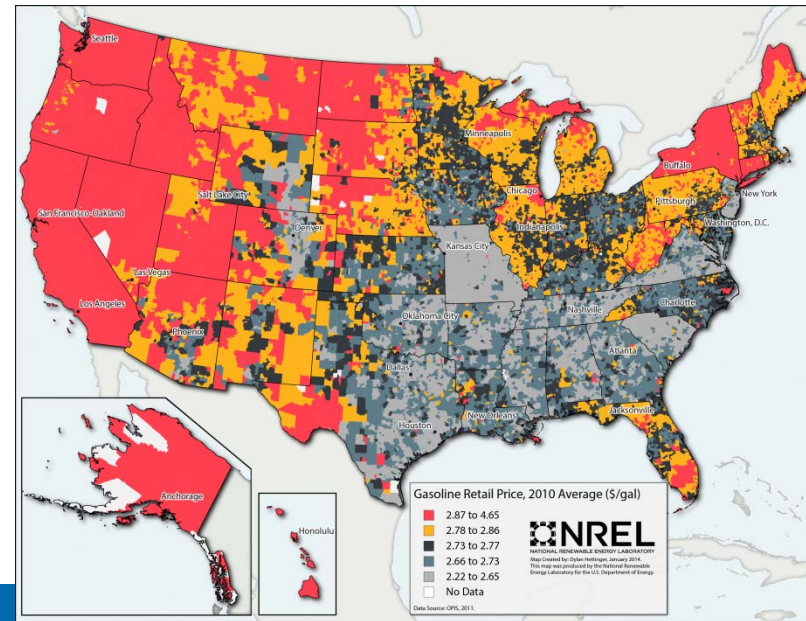 Seattle
Minneapolis
Buffalo
Chicago
New York
Pittsburgh
Salt Lake City
Washington, D.C.
Indianapolis
San Francisco-Oakland
Denver
Kansas City
Las Vegas
Nashville
Charlotte
Los Angeles
Oklahoma City
Phoenix
Atlanta
Dallas
Jacksonville
New Orleans
Houston
Anchorage
Honolulu
Gasoline Retail Price, 2010 Average ($/gal)
2.87 to 4.65
2.78 to 2.86
2.73 to 2.77
2.66 to 2.73
2.22 to 2.65
No Data
Data Source: OPIS, 2011.
NREL
NATIONAL RENEWABLE ENERGY LABORATORY
Map Created by: Dylan Hettinger, January 2014.
This map was produced by the National Renewable
Energy Laboratory for the U.S. Department of Energy.